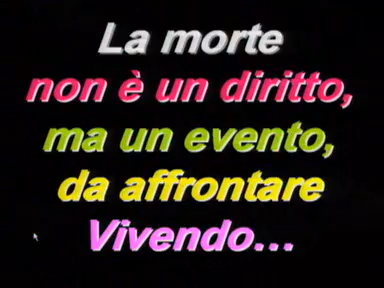 La morte
non è un diritto,
ma un evento,
da affrontare
Vivendo...